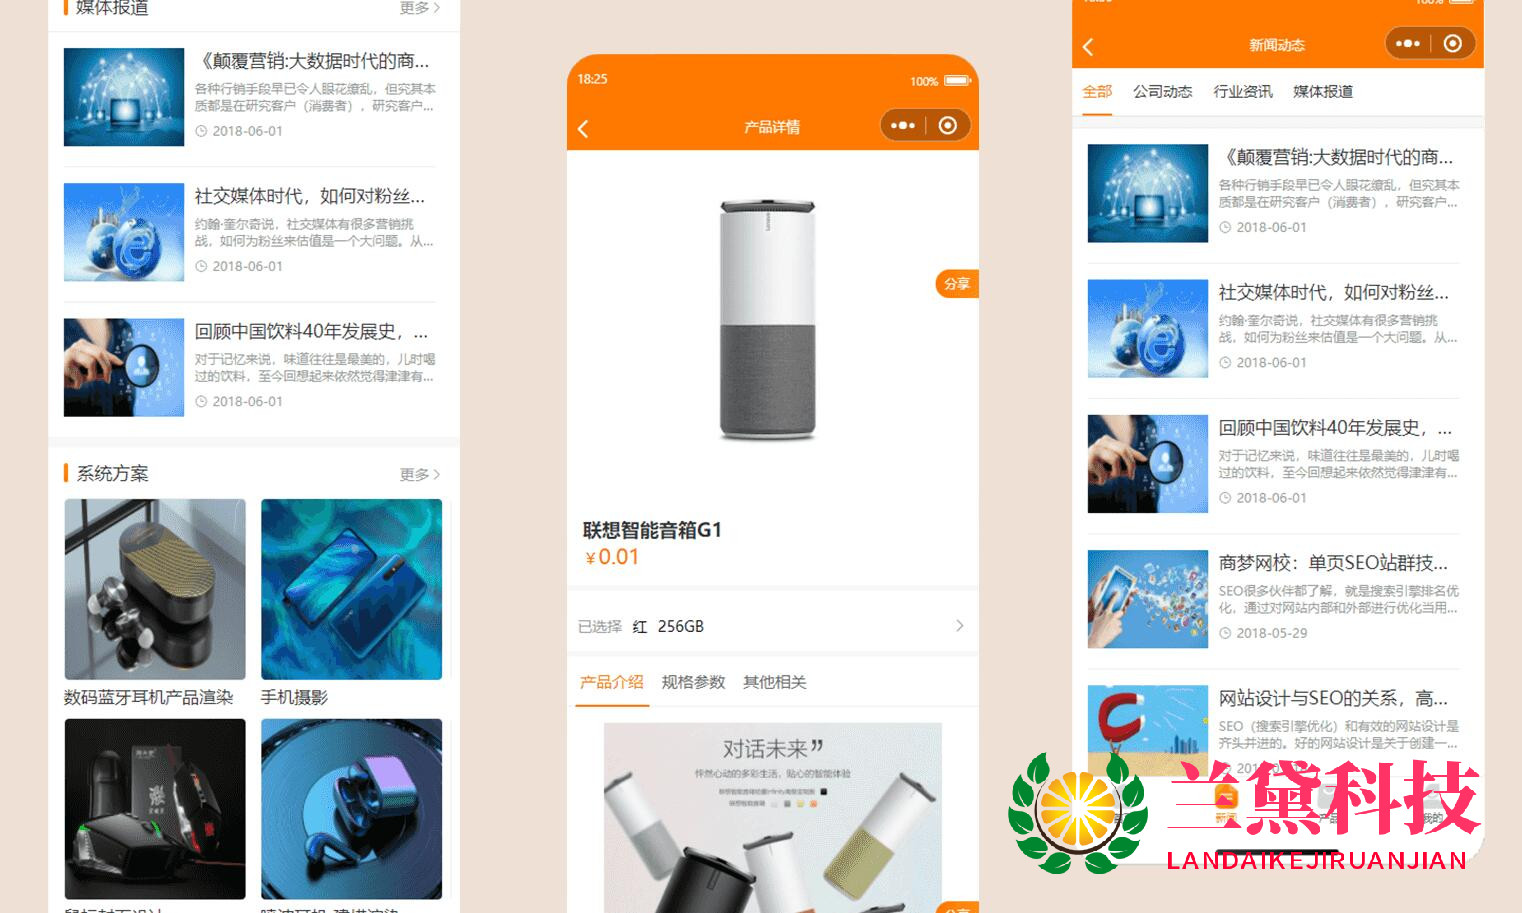 媒体报道
更多
《颠覆营销:大数据时代的商...
各种行销手段早已令人眼花缭乱，但究其本
质都是在研究客户（消费者），研究客户...
2018-06-01
社交媒体时代，如何对粉丝...
约翰·奎尔奇说，社交媒体有很多营销挑
战，如何为粉丝来估值是一个大问题。从...
2018-06-01
回顾中国饮料40年发展史，...
对于记忆来说，味道往往是最美的，儿时喝
过的饮料，至今回想起来依然觉得津津有...
2018-06-01
系统方案
更多
数码蓝牙耳机产品渲染
手机摄影
18:25
100%
产品详情
分享
联想智能音箱G1
¥0.01
已选择 红 256GB
产品介绍 规格参数 其他相关
对话未来”
怦然心动的多彩生活，贴心的智能体验
分享
100%
新闻动态
全部 公司动态 行业资讯 媒体报道
《颠覆营销:大数据时代的商...
各种行销手段早已令人眼花缭乱，但究其本
质都是在研究客户（消费者），研究客户...
2018-06-01
社交媒体时代，如何对粉丝...
约翰·奎尔奇说，社交媒体有很多营销挑
战，如何为粉丝来估值是一个大问题。从...
2018-06-01
回顾中国饮料40年发展史，...
对于记忆来说，味道往往是最美的，儿时喝
过的饮料，至今回想起来依然觉得津津有...
2018-06-01
商梦网校：单页SEO站群技...
SEO很多伙伴都了解，就是搜索引擎排名优
化，通过对网站内部和外部进行优化当用...
2018-05-29
网站设计与SEO的关系，高...
SEO（搜索引擎优化）和有效的网站设计是
齐头并进的。好的网站设计是关于创建一...
兰黛科技
LANDAIKEJIRUANJIAN